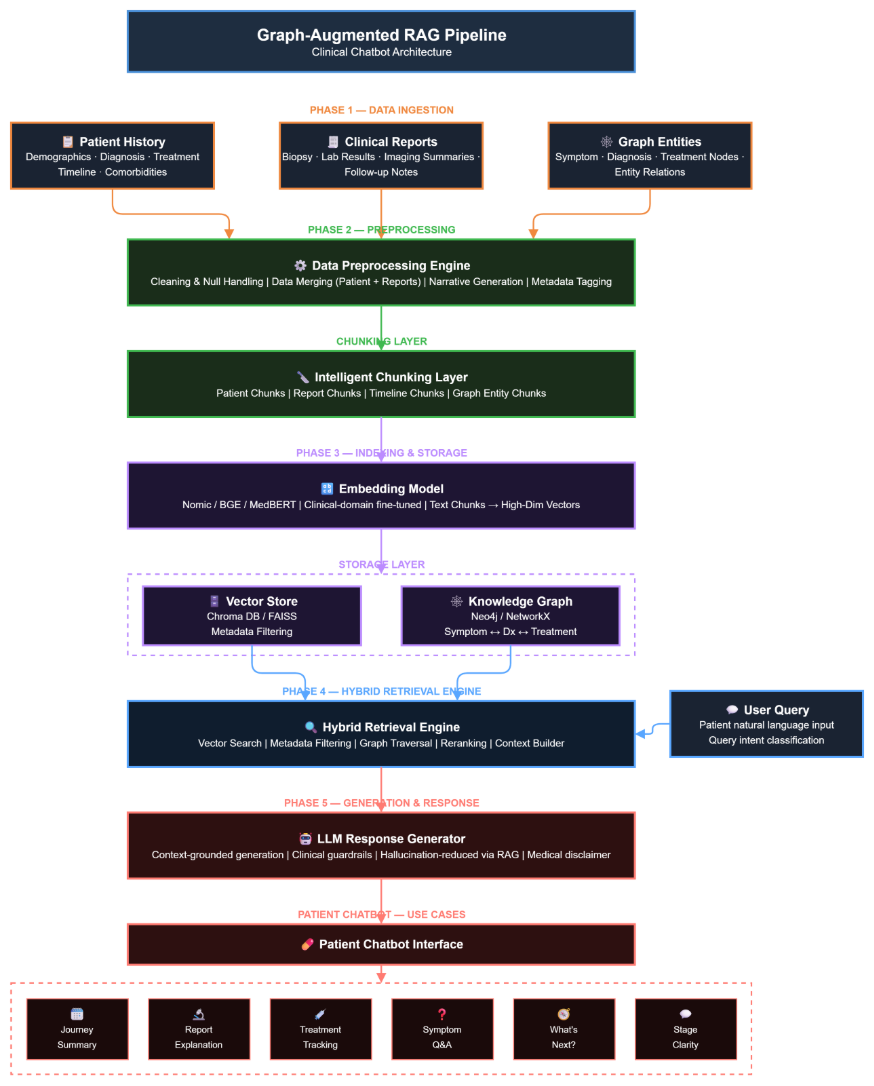 Graph-Augmented RAG Pipeline
Clinical Chatbot Architecture
PHASE 1 — DATA INGESTION
Patient History
Demographics · Diagnosis · Treatment
Timeline · Comorbidities
Clinical Reports
Biopsy · Lab Results · Imaging Summaries ·
Follow-up Notes
Graph Entities
Symptom · Diagnosis · Treatment Nodes ·
Entity Relations
PHASE 2 — PREPROCESSING
Data Preprocessing Engine
Cleaning & Null Handling | Data Merging (Patient + Reports) | Narrative Generation | Metadata Tagging
CHUNKING LAYER
Intelligent Chunking Layer
Patient Chunks | Report Chunks | Timeline Chunks | Graph Entity Chunks
PHASE 3 — INDEXING & STORAGE
Embedding Model
Nomic / BGE / MedBERT | Clinical-domain fine-tuned | Text Chunks → High-Dim Vectors
STORAGE LAYER
Vector Store
Chroma DB / FAISS
Metadata Filtering
Knowledge Graph
Neo4j / NetworkX
Symptom ↔ Dx ↔ Treatment
PHASE 4 — HYBRID RETRIEVAL ENGINE
Hybrid Retrieval Engine
Vector Search | Metadata Filtering | Graph Traversal | Reranking | Context Builder
User Query
Patient natural language input
Query intent classification
PHASE 5 — GENERATION & RESPONSE
LLM Response Generator
Context-grounded generation | Clinical guardrails | Hallucination-reduced via RAG | Medical disclaimer
PATIENT CHATBOT — USE CASES
Patient Chatbot Interface
Journey
Summary
Report
Explanation
Treatment
Tracking
Symptom
Q&A
What's
Next?
Stage
Clarity